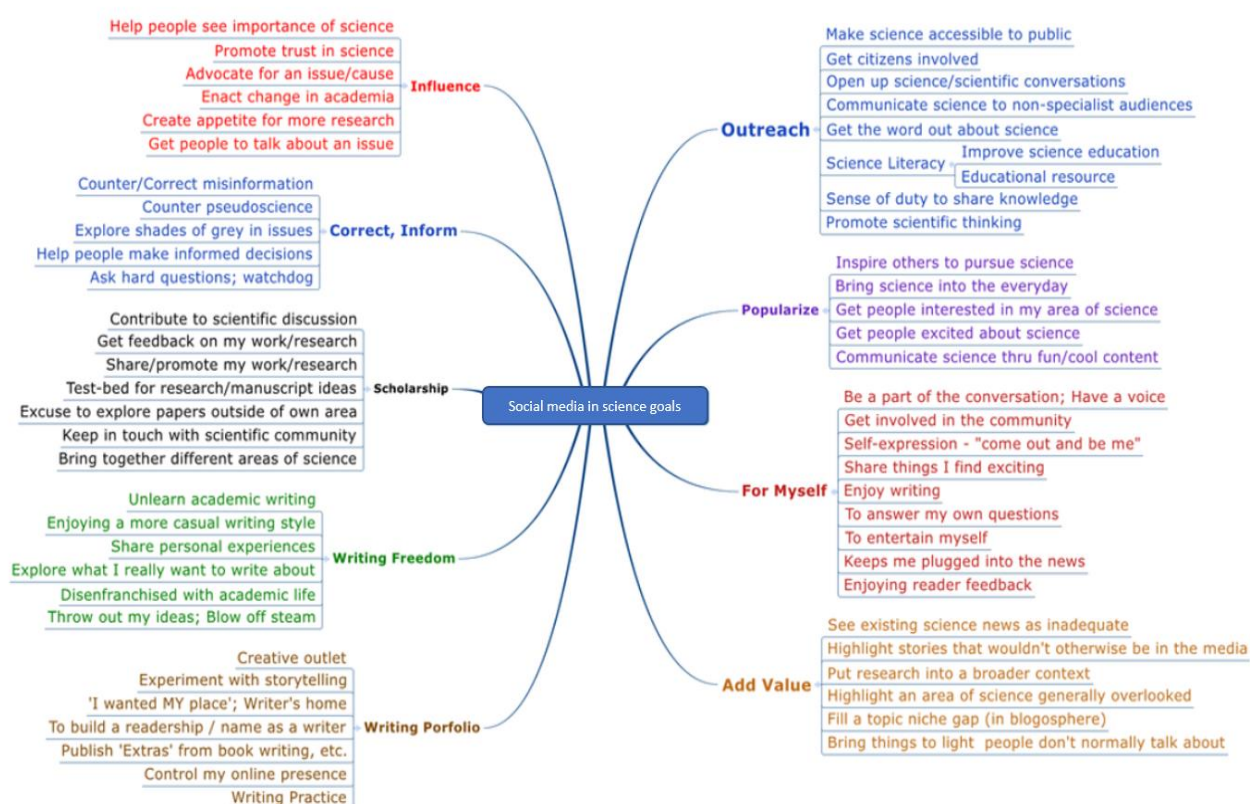 Social media in science goals
Influence
Help people see importance of science
Promote trust in science
Advocate for an issue/cause
Enact change in academia
Create appetite for more research
Get people to talk about an issue
Correct, Inform
Counter/Correct misinformation
Counter pseudoscience
Explore shades of grey in issues
Help people make informed decisions
Ask hard questions; watchdog
Scholarship
Contribute to scientific discussion
Get feedback on my work/research
Share/promote my work/research
Test-bed for research/manuscript ideas
Excuse to explore papers outside of own area
Keep in touch with scientific community
Bring together different areas of science
Writing Freedom
Unlearn academic writing
Enjoying a more casual writing style
Share personal experiences
Explore what I really want to write about
Disenfranchised with academic life
Throw out my ideas; Blow off steam
Writing Porfolio
Creative outlet
Experiment with storytelling
'I wanted MY place'; Writer's home
To build a readership / name as a writer
Publish 'Extras' from book writing, etc.
Control my online presence
Writing Practice
Outreach
Make science accessible to public
Get citizens involved
Open up science/scientific conversations
Communicate science to non-specialist audiences
Get the word out about science
Science Literacy
Improve science education
Educational resource
Sense of duty to share knowledge
Promote scientific thinking
Popularize
Inspire others to pursue science
Bring science into the everyday
Get people interested in my area of science
Get people excited about science
Communicate science thru fun/cool content
For Myself
Be a part of the conversation; Have a voice
Get involved in the community
Self-expression - "come out and be me"
Share things I find exciting
Enjoy writing
To answer my own questions
To entertain myself
Keeps me plugged into the news
Enjoying reader feedback
Add Value
See existing science news as inadequate
Highlight stories that wouldn't otherwise be in the media
Put research into a broader context
Highlight an area of science generally overlooked
Fill a topic niche gap (in blogosphere)
Bring things to light people don't normally talk about